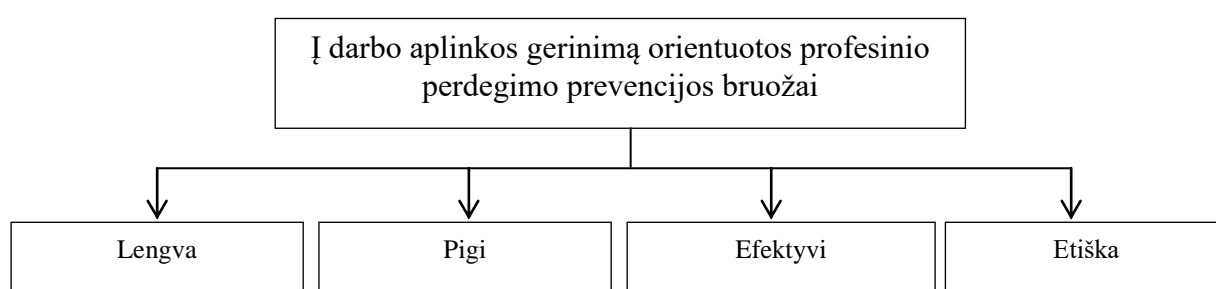 Į darbo aplinkos gerinimą orientuotos profesinio
perdegimo prevencijos bruožai
Lengva
Pigi
Efektyvi
Etiška